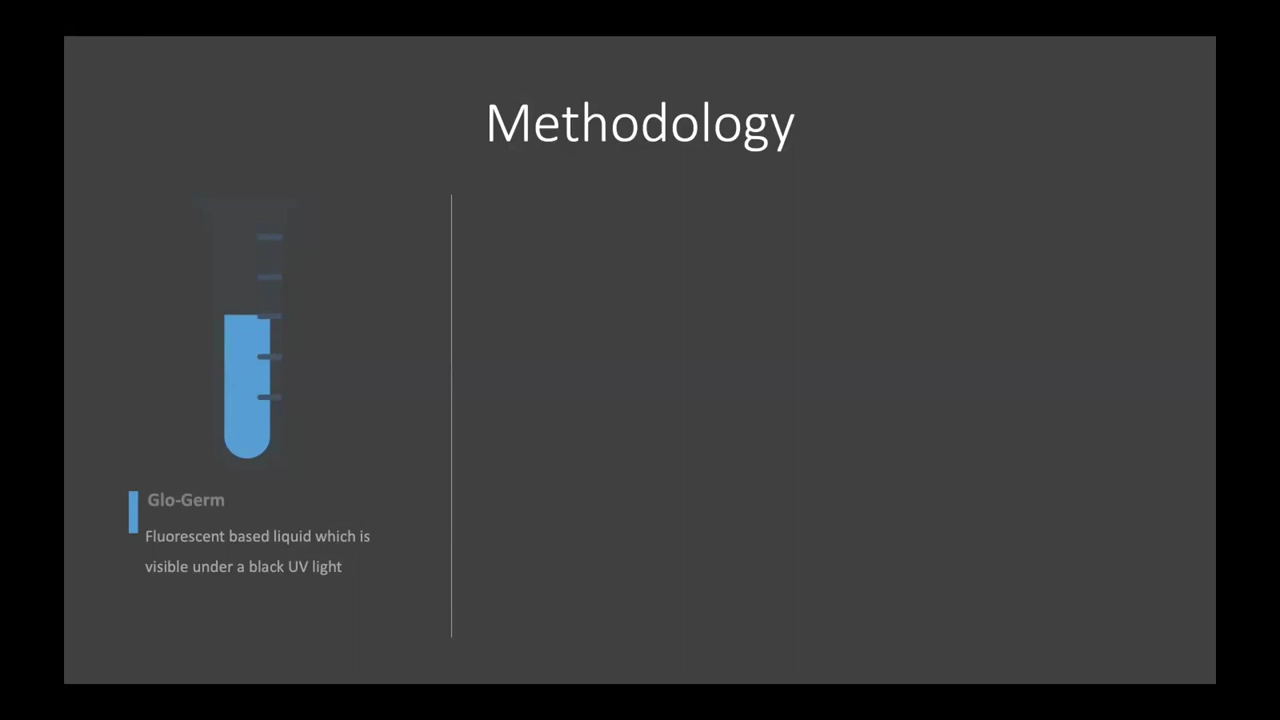 Methodology
Glo-Germ
Fluorescent based liquid which is
visible under a black UV light